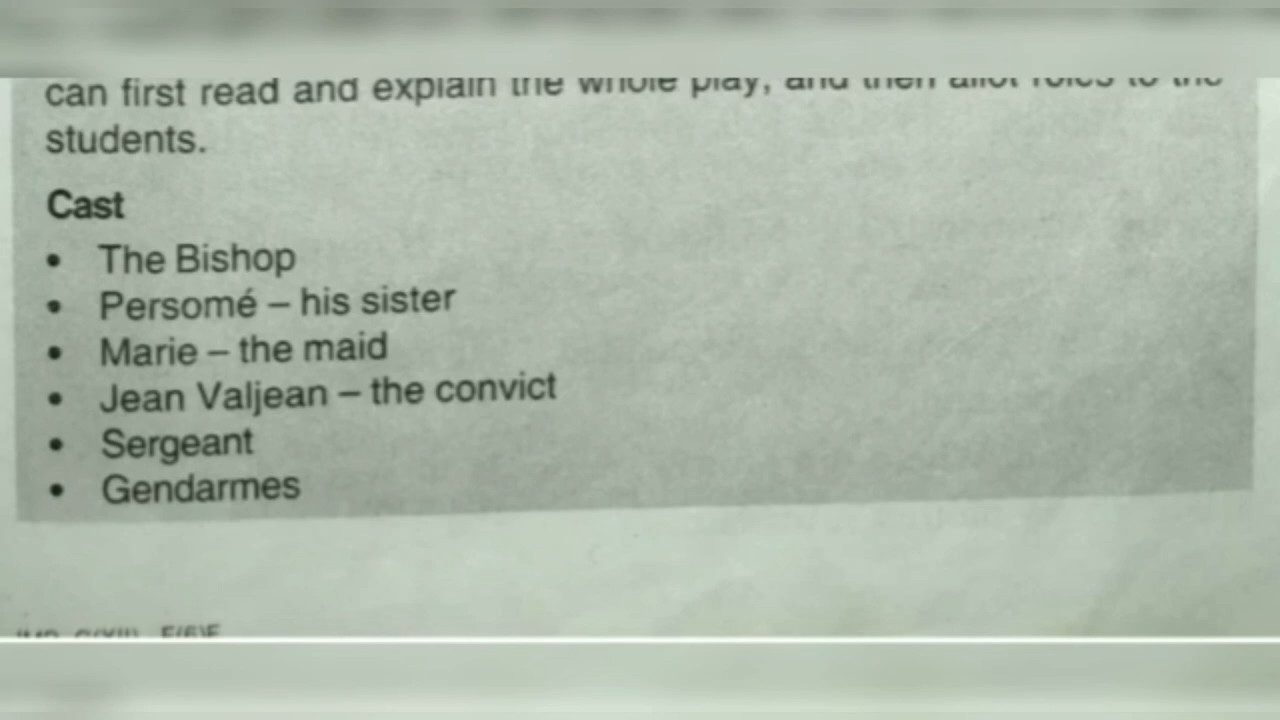 can first read and explain the whole play, and then allot roles to the
students.
Cast
• The Bishop
• Persomé – his sister
• Marie – the maid
• Jean Valjean – the convict
• Sergeant
• Gendarmes